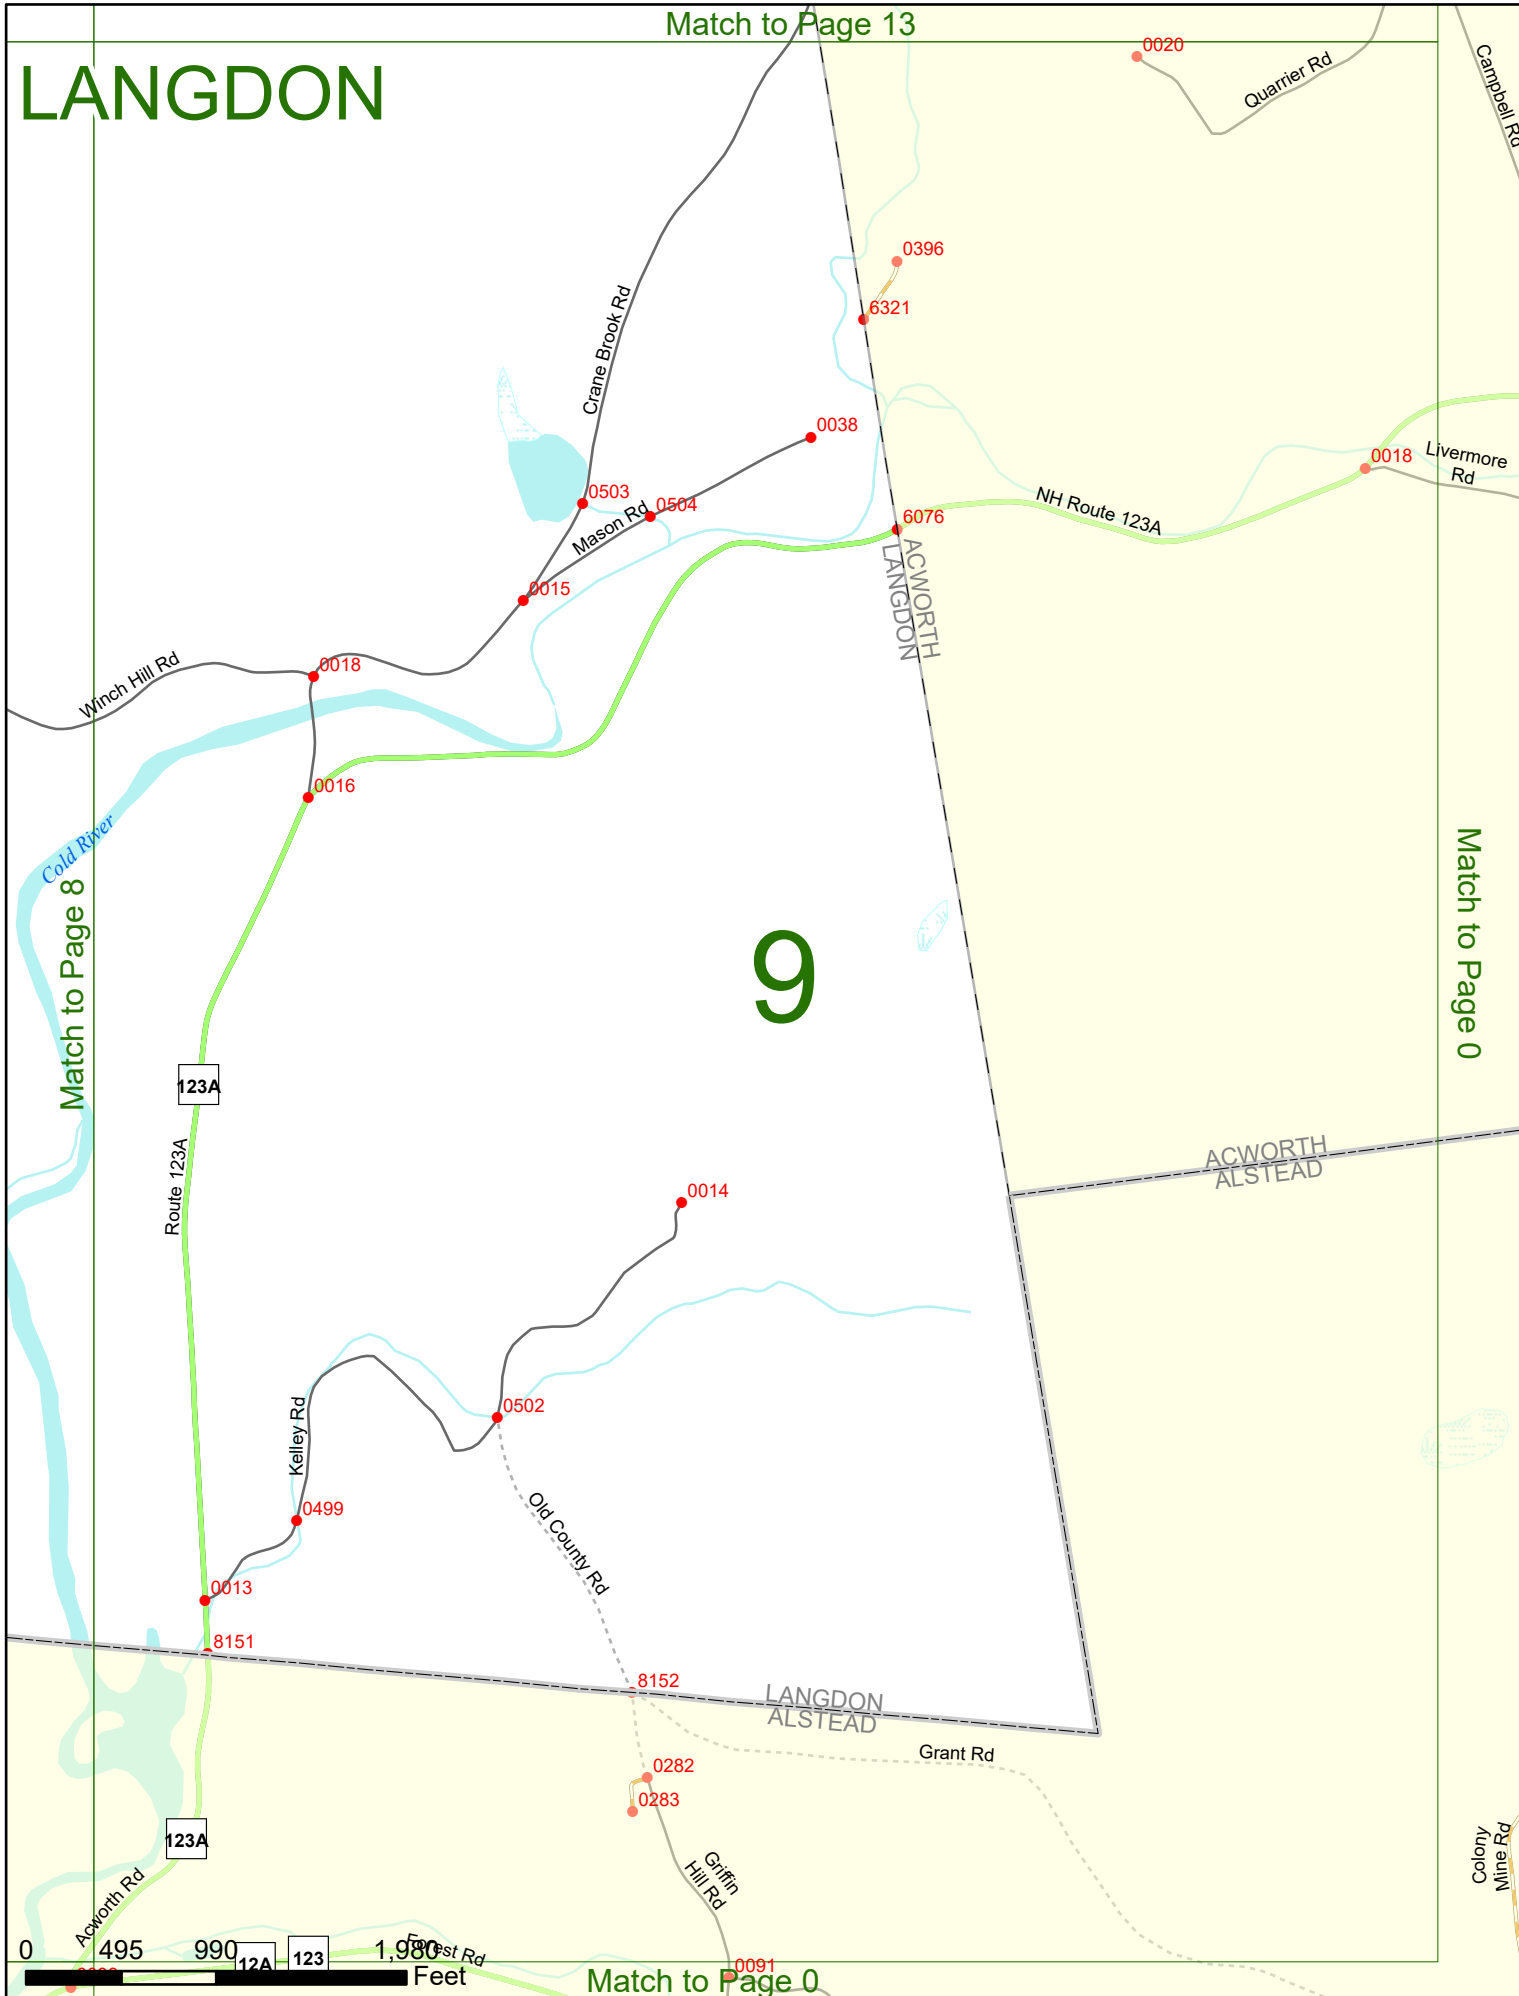 Match to Page 13
LANGDON
0020
Quarrier Rd
Campbell Rd
0396
6321
Crane Brook Rd
0038
0503
0504
Mason Rd
0018
Livermore
Rd
NH Route 123A
6076
ACWORTH
LANGDON
0015
Winch Hill Rd
0018
0016
Cold River
Match to Page 8
9
Match to Page 0
123A
Route 123A
ACWORTH
ALSTEAD
0014
Kelley Rd
0502
0499
Old County Rd
0013
8151
8152
LANGDON
ALSTEAD
Grant Rd
0282
0283
123A
Griffin
Hill Rd
Colony
Mine Rd
Acworth Rd
Forest Rd
12A
123
0 495 990 1,980
Feet
0091
Match to Page 0